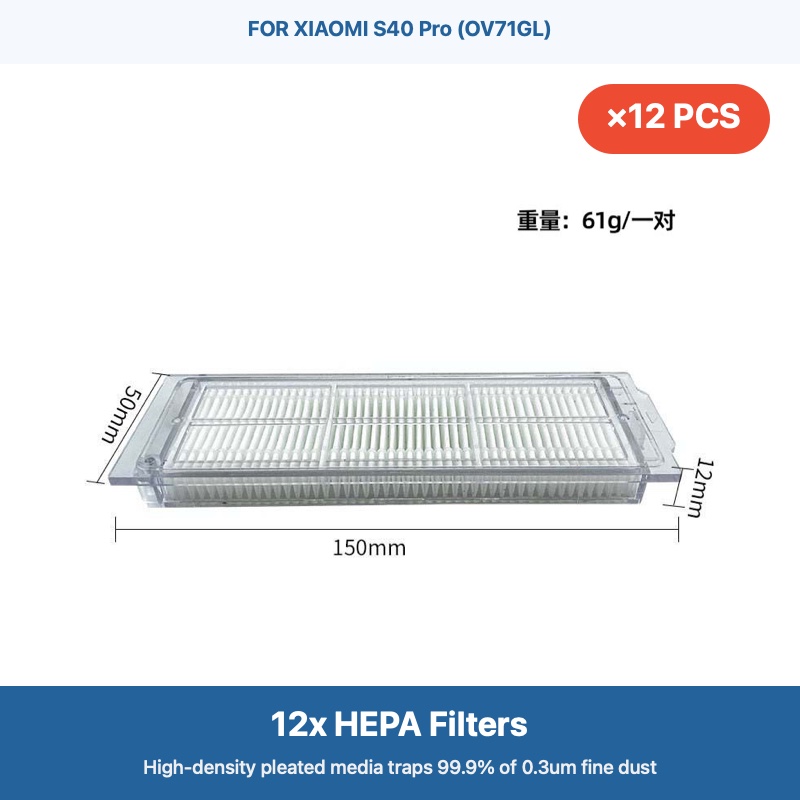 FOR XIAOMI S40 Pro (OV71GL)
×12 PCS
重量：61g/一对
50mm
12mm
150mm
12x HEPA Filters
High-density pleated media traps 99.9% of 0.3um fine dust